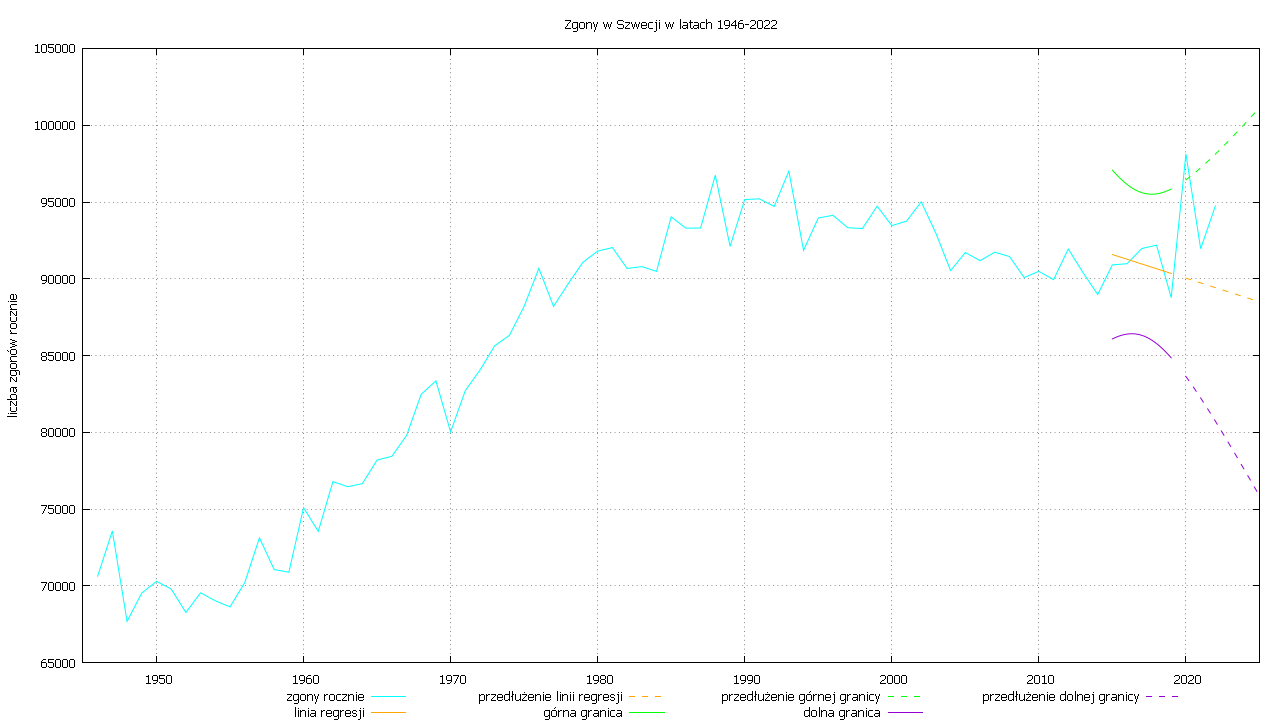 Zgony w Szwecji w latach 1946-2022
105000
100000
95000
90000
85000
80000
75000
70000
65000
liczba zgonów rocznie
1950 1960 1970 1980 1990 2000 2010 2020
zgony rocznie przedłużenie linii regresji przedłużenie górnej granicy przedłużenie dolnej granicy
linia regresji górna granica dolna granica